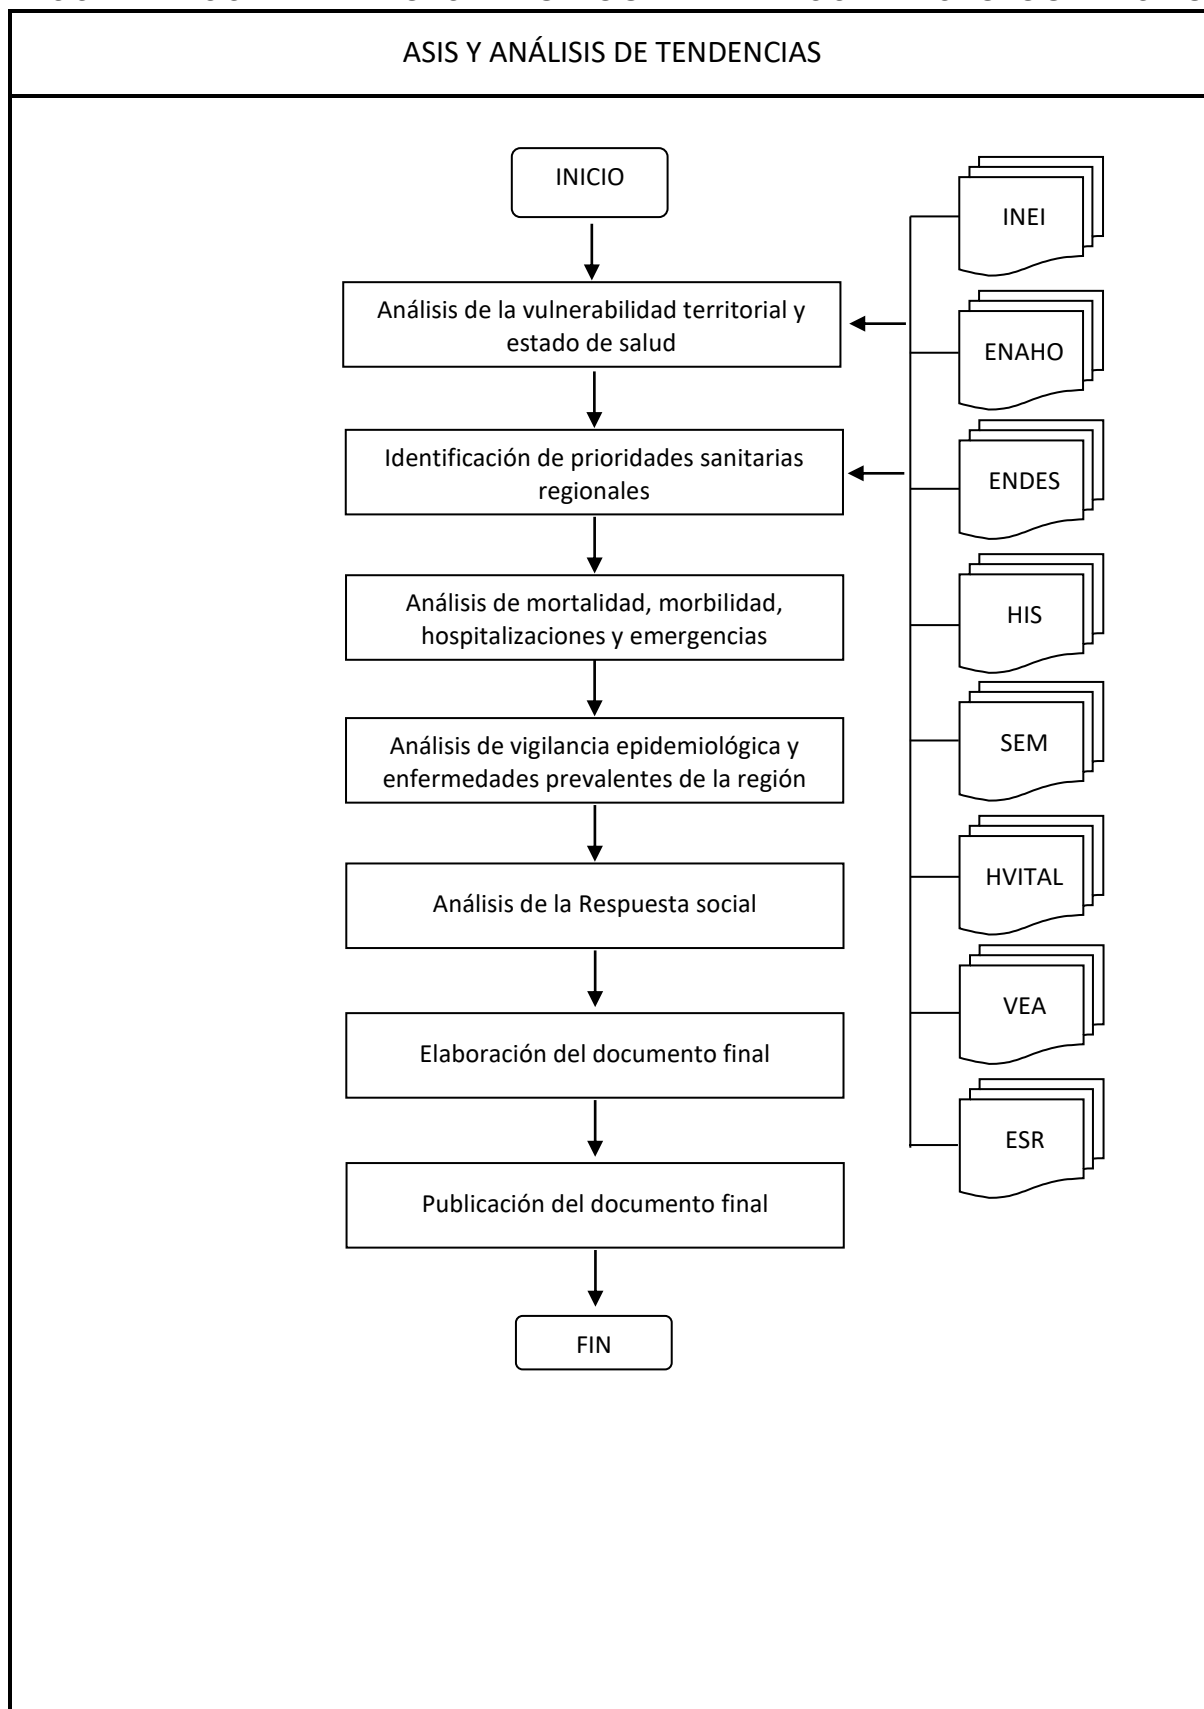 ASIS Y ANÁLISIS DE TENDENCIAS
INICIO
Análisis de la vulnerabilidad territorial y
estado de salud
Identificación de prioridades sanitarias
regionales
Análisis de mortalidad, morbilidad,
hospitalizaciones y emergencias
Análisis de vigilancia epidemiológica y
enfermedades prevalentes de la región
Análisis de la Respuesta social
Elaboración del documento final
Publicación del documento final
FIN
INEI
ENAHO
ENDES
HIS
SEM
HVITAL
VEA
ESR